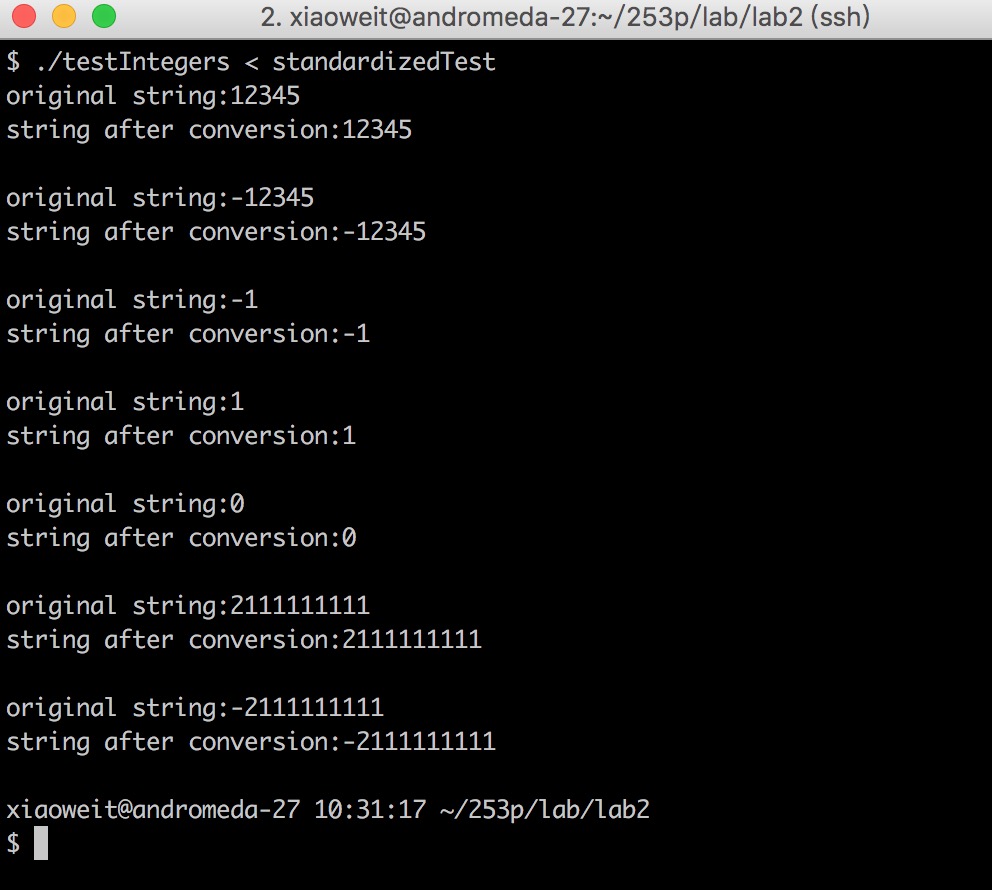 2. xiaoweit@andromeda-27:~/253p/lab/lab2 (ssh)
$ ./testIntegers < standardizedTest
original string:12345
string after conversion:12345
original string:-12345
string after conversion:-12345
original string:-1
string after conversion:-1
original string:1
string after conversion:1
original string:0
string after conversion:0
original string:2111111111
string after conversion:2111111111
original string:-2111111111
string after conversion:-2111111111
xiaoweit@andromeda-27 10:31:17 ~/253p/lab/lab2
$